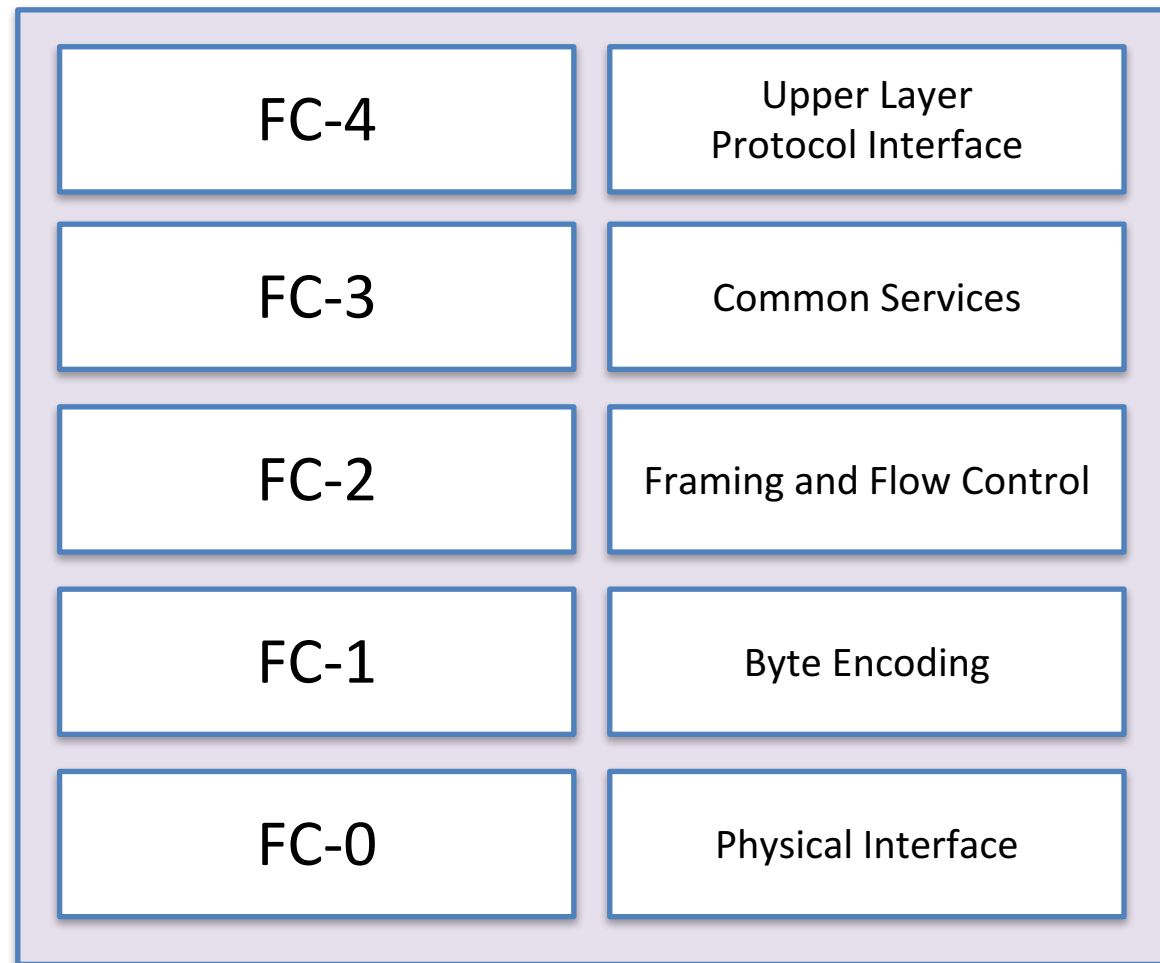 FC-4
Upper Layer
Protocol Interface
FC-3
Common Services
FC-2
Framing and Flow Control
FC-1
Byte Encoding
FC-0
Physical Interface